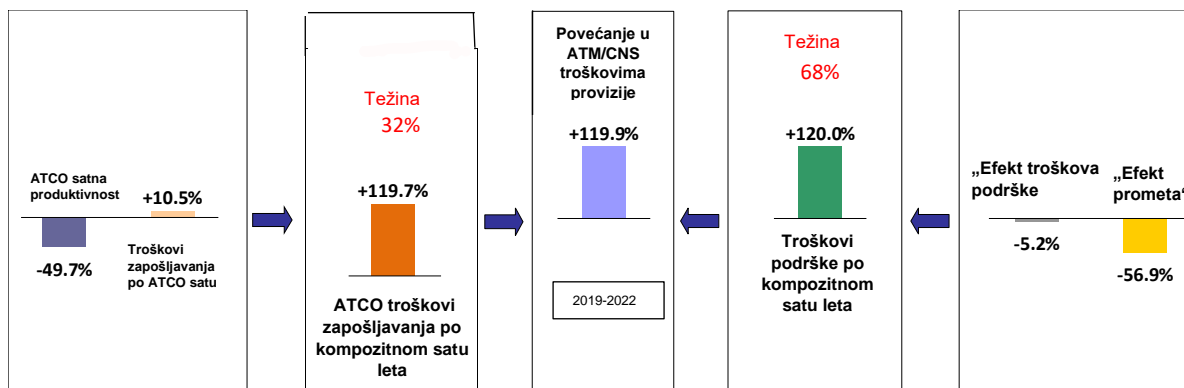 ATCO satna
produktivnost
+10.5%
-49.7%
Troškovi
zapošljavanja
po ATCO satu
Težina
32%
+119.7%
ATCO troškovi
zapošljavanja po
kompozitnom satu
leta
Povećanje u
ATM/CNS
troškovima
provizije
+119.9%
2019-2022
Težina
68%
+120.0%
Troškovi
podrške po
kompozitnom
satu leta
„Efekt troškova
podrške
-5.2%
„Efekt
prometa“
-56.9%